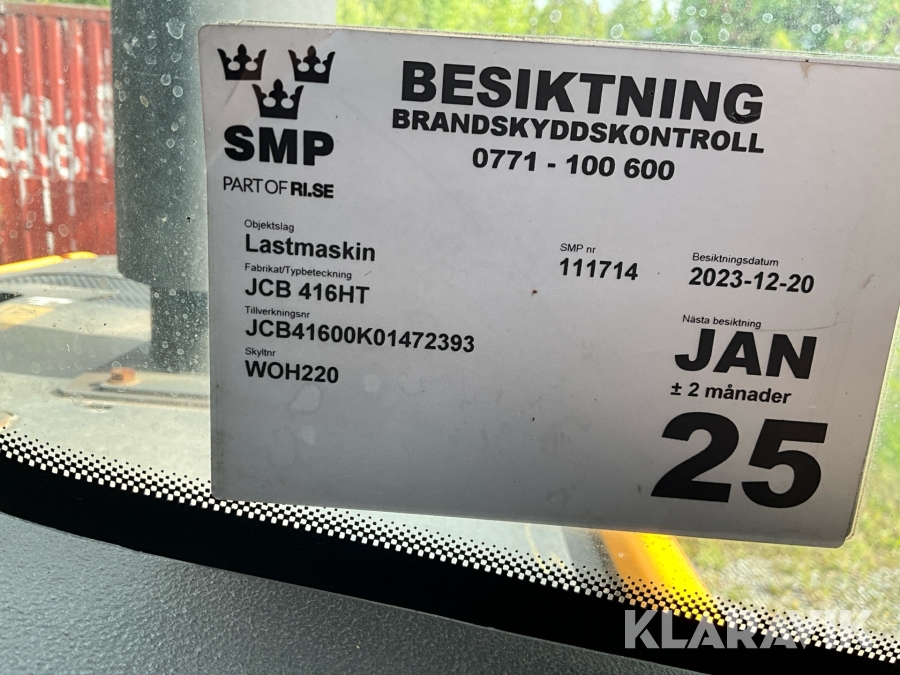 BESIKTNING
BRANDSKYDDSKONTROLL
0771 - 100 600
SMP
PART OF RI.SE
Objektslag
Lastmaskin
Fabrikat/Typbeteckning
JCB 416HT
Tillverkningsnr
JCB41600K01472393
Skyltnr
WOH220
SMP nr
111714
Besiktningsdatum
2023-12-20
Nästa besiktning
JAN
± 2 månader
25
KLARAVIK